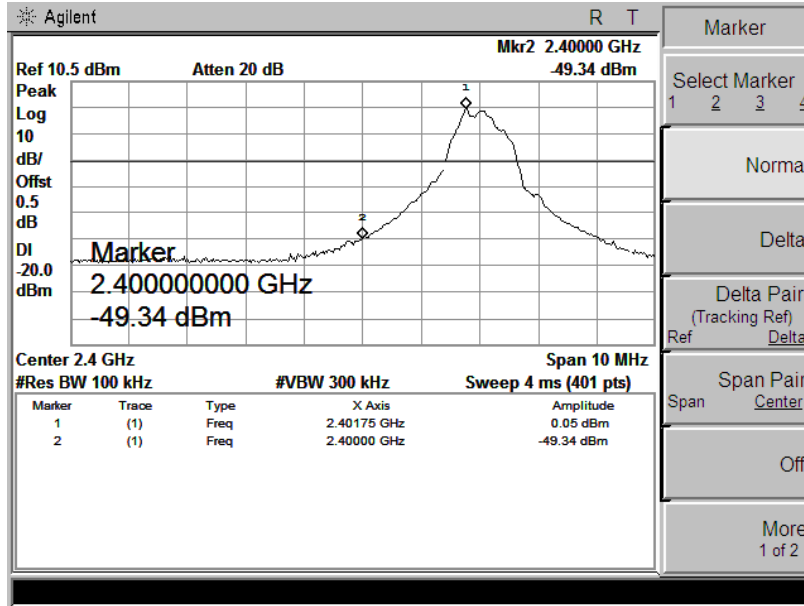 Agilent R T
Mkr2 2.40000 GHz
Ref 10.5 dBm Atten 20 dB -49.34 dBm
Peak
Log
10
dB/
Offst
0.5
dB
DI
-20.0
dBm
1
2
Marker
2.400000000 GHz
-49.34 dBm
Center 2.4 GHz Span 10 MHz
#Res BW 100 kHz #VBW 300 kHz Sweep 4 ms (401 pts)
Marker Trace Type X Axis Amplitude
1 (1) Freq 2.40175 GHz 0.05 dBm
2 (1) Freq 2.40000 GHz -49.34 dBm
Marker
Select Marker
1 2 3 4
Norma
Delta
Delta Pair
(Tracking Ref)
Ref Delta
Span Pair
Span Center
Off
More
1 of 2